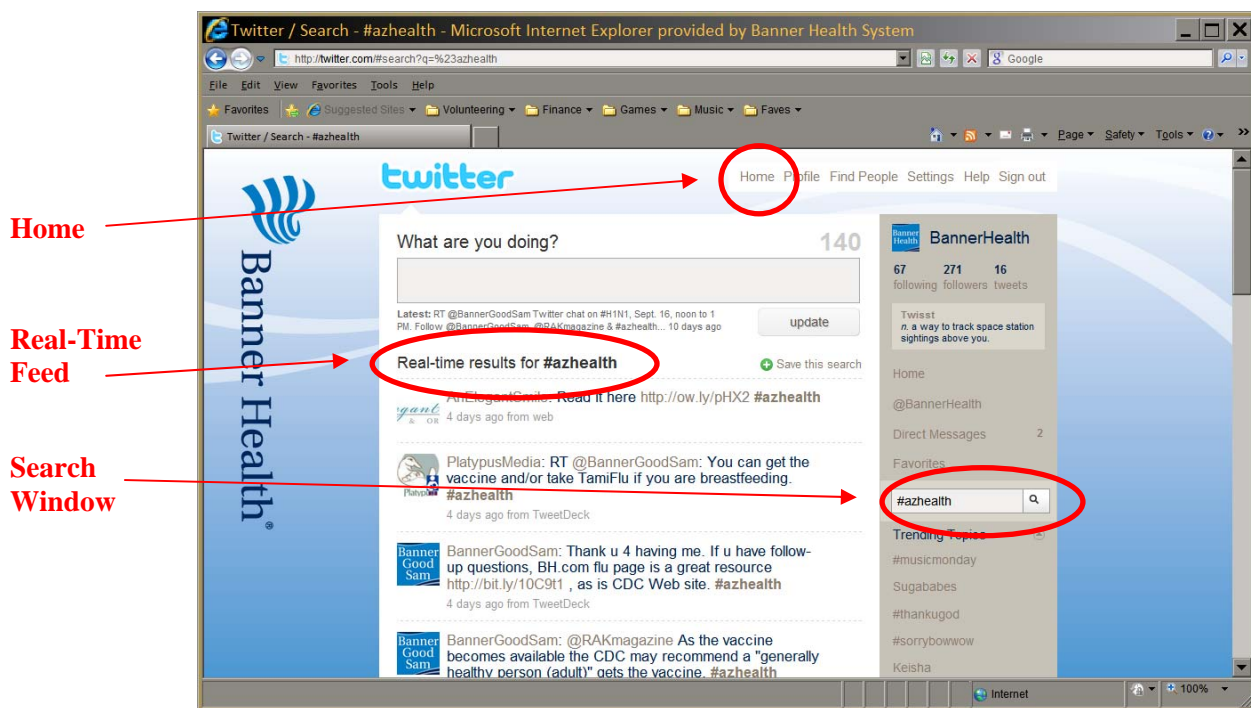 Twitter / Search - #azhealth - Microsoft Internet Explorer provided by Banner Health System
http://twitter.com/#search?q=%23azhealth
Google
File Edit View Favorites Tools Help
Favorites Suggested Sites Volunteering Finance Games Music Faves
Twitter / Search - #azhealth
Page Safety Tools
Home
Real-Time
Feed
Search
Window
Banner Health®
twitter
Home Profile Find People Settings Help Sign out
What are you doing? 140
Latest: RT @BannerGoodSam Twitter chat on #H1N1, Sept. 16, noon to 1
PM. Follow @BannerGoodSam, @RAKmagazine & #azhealth... 10 days ago
update
Real-time results for #azhealth
Save this search
AnElegantSmile: Read it here http://ow.ly/pHX2 #azhealth
4 days ago from web
PlatypusMedia: RT @BannerGoodSam: You can get the
vaccine and/or take TamiFlu if you are breastfeeding.
#azhealth
4 days ago from TweetDeck
Banner
Good
Sam
BannerGoodSam: Thank u 4 having me. If u have follow-
up questions, BH.com flu page is a great resource
http://bit.ly/10C9t1 , as is CDC Web site. #azhealth
4 days ago from TweetDeck
Banner
Good
Sam
BannerGoodSam: @RAKmagazine As the vaccine
becomes available the CDC may recommend a "generally
healthy person (adult)" gets the vaccine. #azhealth
Banner
Health
BannerHealth
67 271 16
following followers tweets
Twisst
n. a way to track space station
sightings above you.
Home
@BannerHealth
Direct Messages 2
Favorites
#azhealth
Trending Topics
#musicmonday
Sugababes
#thankugod
#sorrybowwow
Keisha
Internet
100%